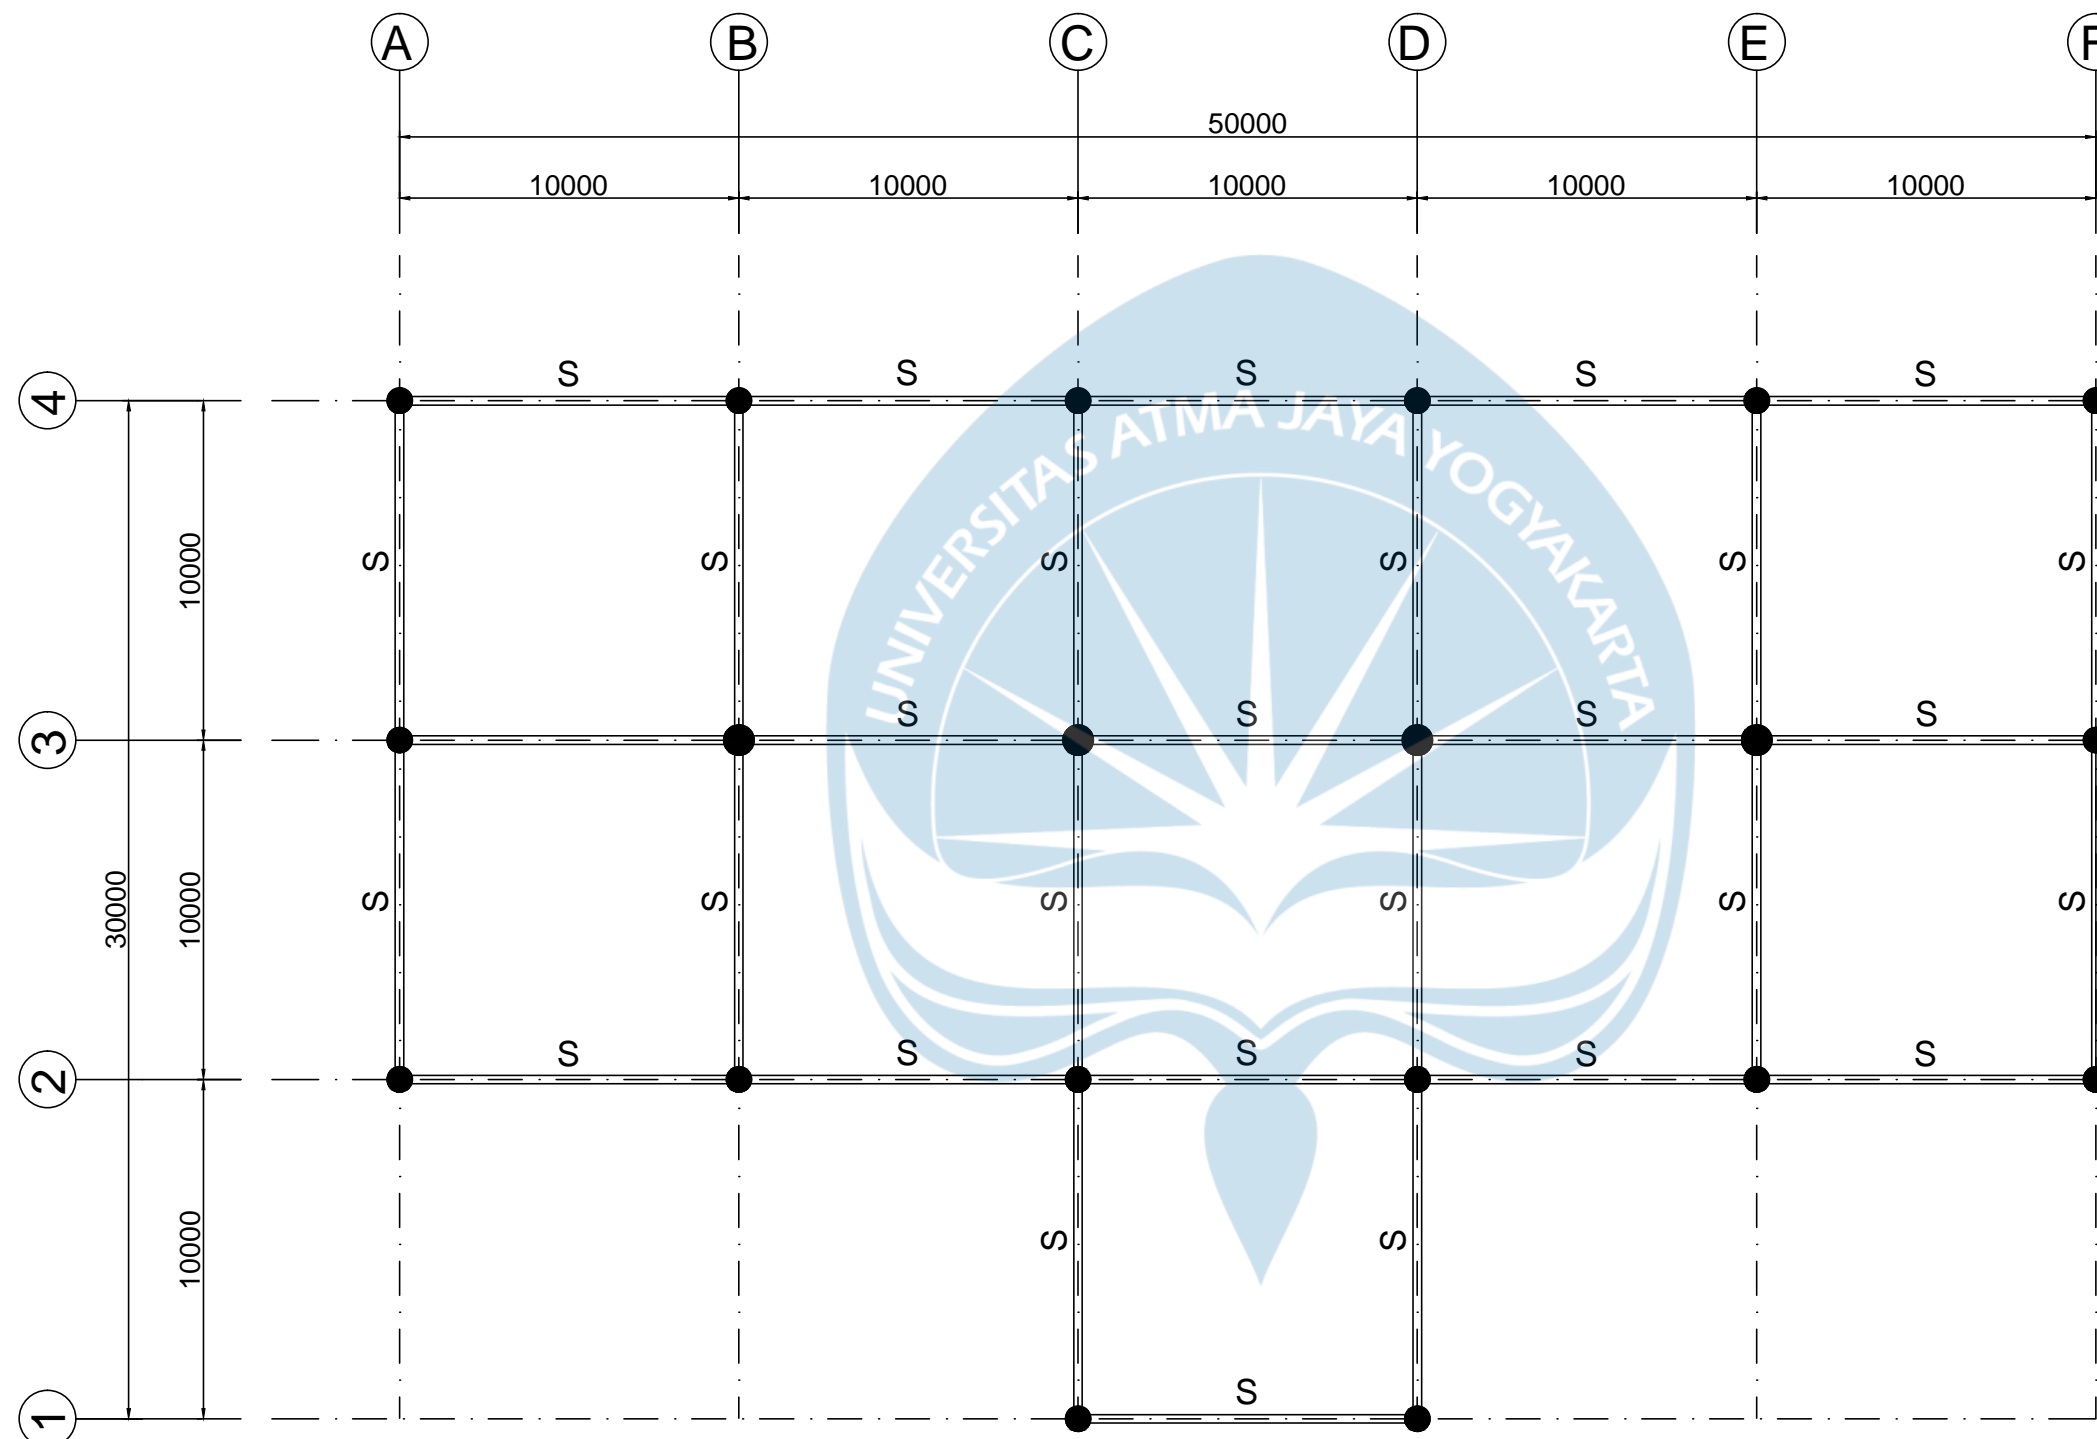 A B C D E F
50000
10000 10000 10000 10000 10000
4
S S S S S
UNIVERSITAS ATMA JAYA YOGYAKARTA
10000
S S S S S S
3
S S S S
30000
10000
S S S S S S
2
S S S S S
10000
S S
1
S